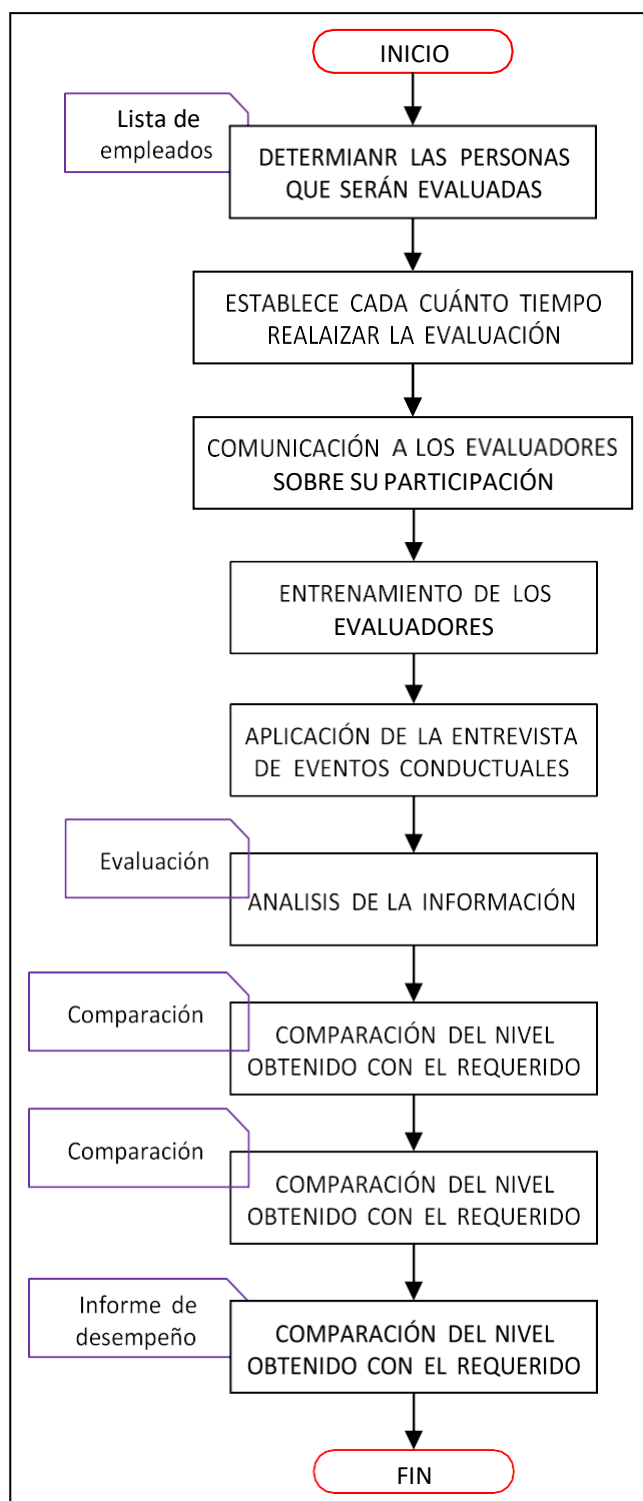 INICIO
Lista de
empleados
DETERMIANR LAS PERSONAS
QUE SERÁN EVALUADAS
ESTABLECE CADA CUÁNTO TIEMPO
REALAIZAR LA EVALUACIÓN
COMUNICACIÓN A LOS EVALUADORES
SOBRE SU PARTICIPACIÓN
ENTRENAMIENTO DE LOS
EVALUADORES
APLICACIÓN DE LA ENTREVISTA
DE EVENTOS CONDUCTUALES
Evaluación
ANALISIS DE LA INFORMACIÓN
Comparación
COMPARACIÓN DEL NIVEL
OBTENIDO CON EL REQUERIDO
Comparación
COMPARACIÓN DEL NIVEL
OBTENIDO CON EL REQUERIDO
Informe de
desempeño
COMPARACIÓN DEL NIVEL
OBTENIDO CON EL REQUERIDO
FIN